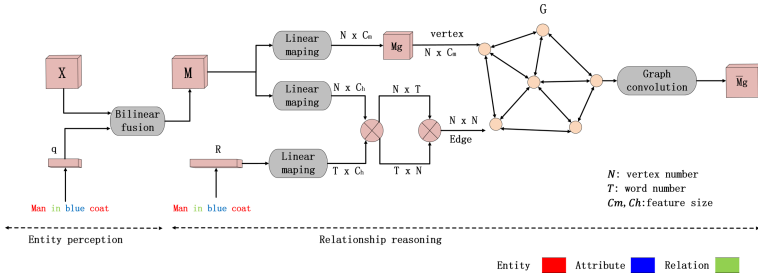 G
Linear
maping
N x Cm
Mg
vertex
N x Cm
X
M
Linear
maping
N x Ch
N x T
Graph
convolution
M̅g
Bilinear
fusion
N x N
Edge
q
R
Linear
maping
T x Ch
T x N
N: vertex number
T: word number
Cm, Ch:feature size
Man in blue coat
Man in blue coat
Entity perception
Relationship reasoning
Entity
Attribute
Relation